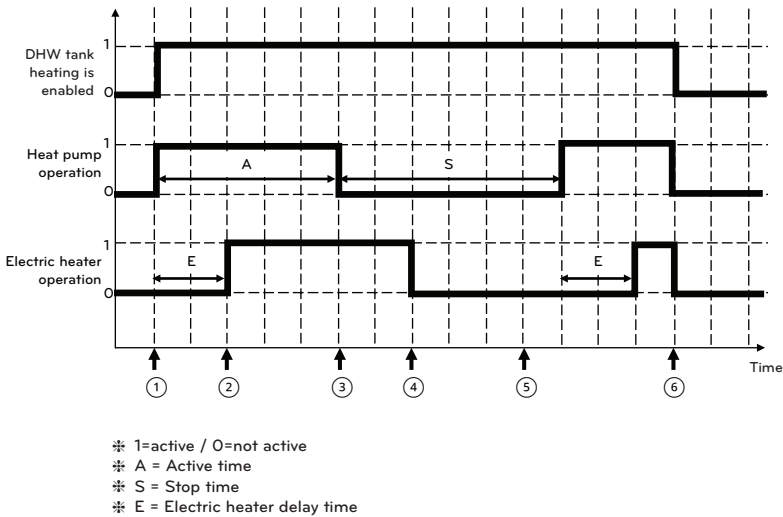 DHW tank
heating is
enabled
1
0
Heat pump
operation
1
0
A
S
Electric heater
operation
1
0
E
E
Time
①
②
③
④
⑤
⑥
❉ 1=active / 0=not active
❉ A = Active time
❉ S = Stop time
❉ E = Electric heater delay time